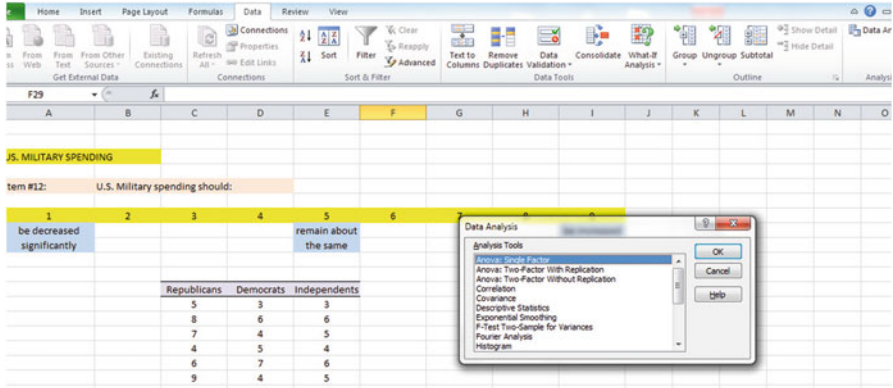 Home Insert Page Layout Formulas Data Review View
From Web
From Text
From Other Sources
Existing Connections
Get External Data
Refresh All
Connections
Properties
Edit Links
Connections
Sort
Filter
Clear
Reapply
Advanced
Sort & Filter
Text to Columns
Remove Duplicates
Data Validation
Consolidate
What-If Analysis
Data Tools
Group
Ungroup
Subtotal
Show Detail
Hide Detail
Outline
Data An
Analysi
F29 fx
A B C D E F G H I J K L M N O
U.S. MILITARY SPENDING
tem #12: U.S. Military spending should:
1 2 3 4 5 6
be decreased significantly
remain about the same
Republicans Democrats Independents
5 3 3
8 6 6
7 4 5
4 5 4
6 7 6
9 4 5
Data Analysis
Analysis Tools
Anova: Single Factor
Anova: Two-Factor With Replication
Anova: Two-Factor Without Replication
Correlation
Covariance
Descriptive Statistics
Exponential Smoothing
F-Test Two-Sample for Variances
Fourier Analysis
Histogram
OK
Cancel
Help